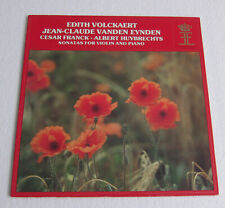 EDITH VOLCKAERT
JEAN-CLAUDE VANDEN EYNDEN
CESAR FRANCK - ALBERT HUYBRECHTS
SONATAS FOR VIOLIN AND PIANO